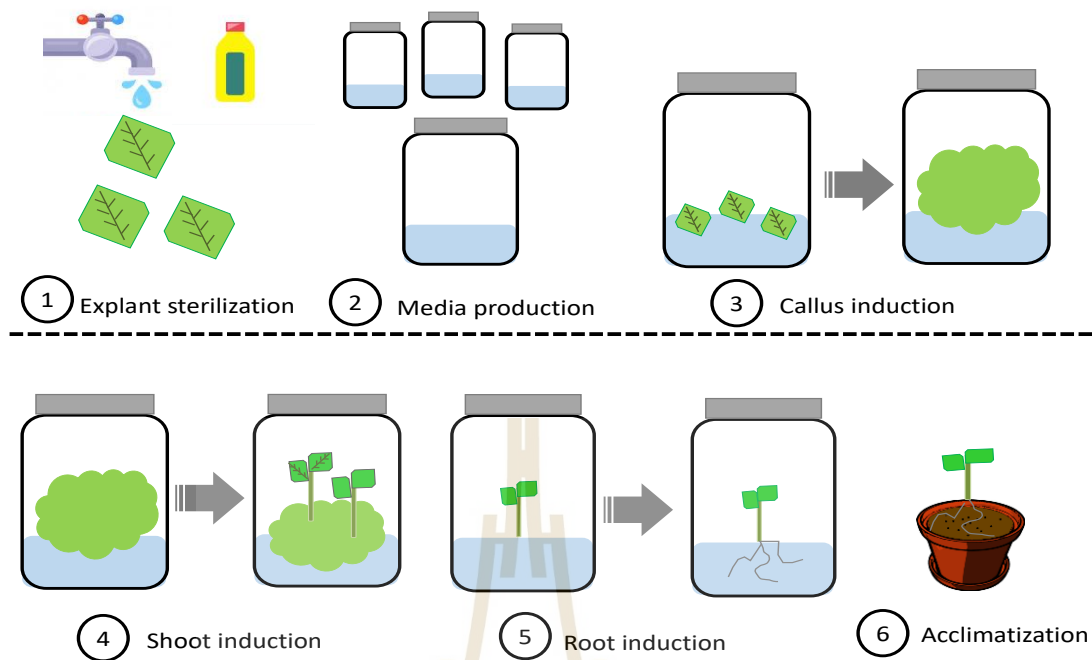 1 Explant sterilization
2 Media production
3 Callus induction
4 Shoot induction
5 Root induction
6 Acclimatization